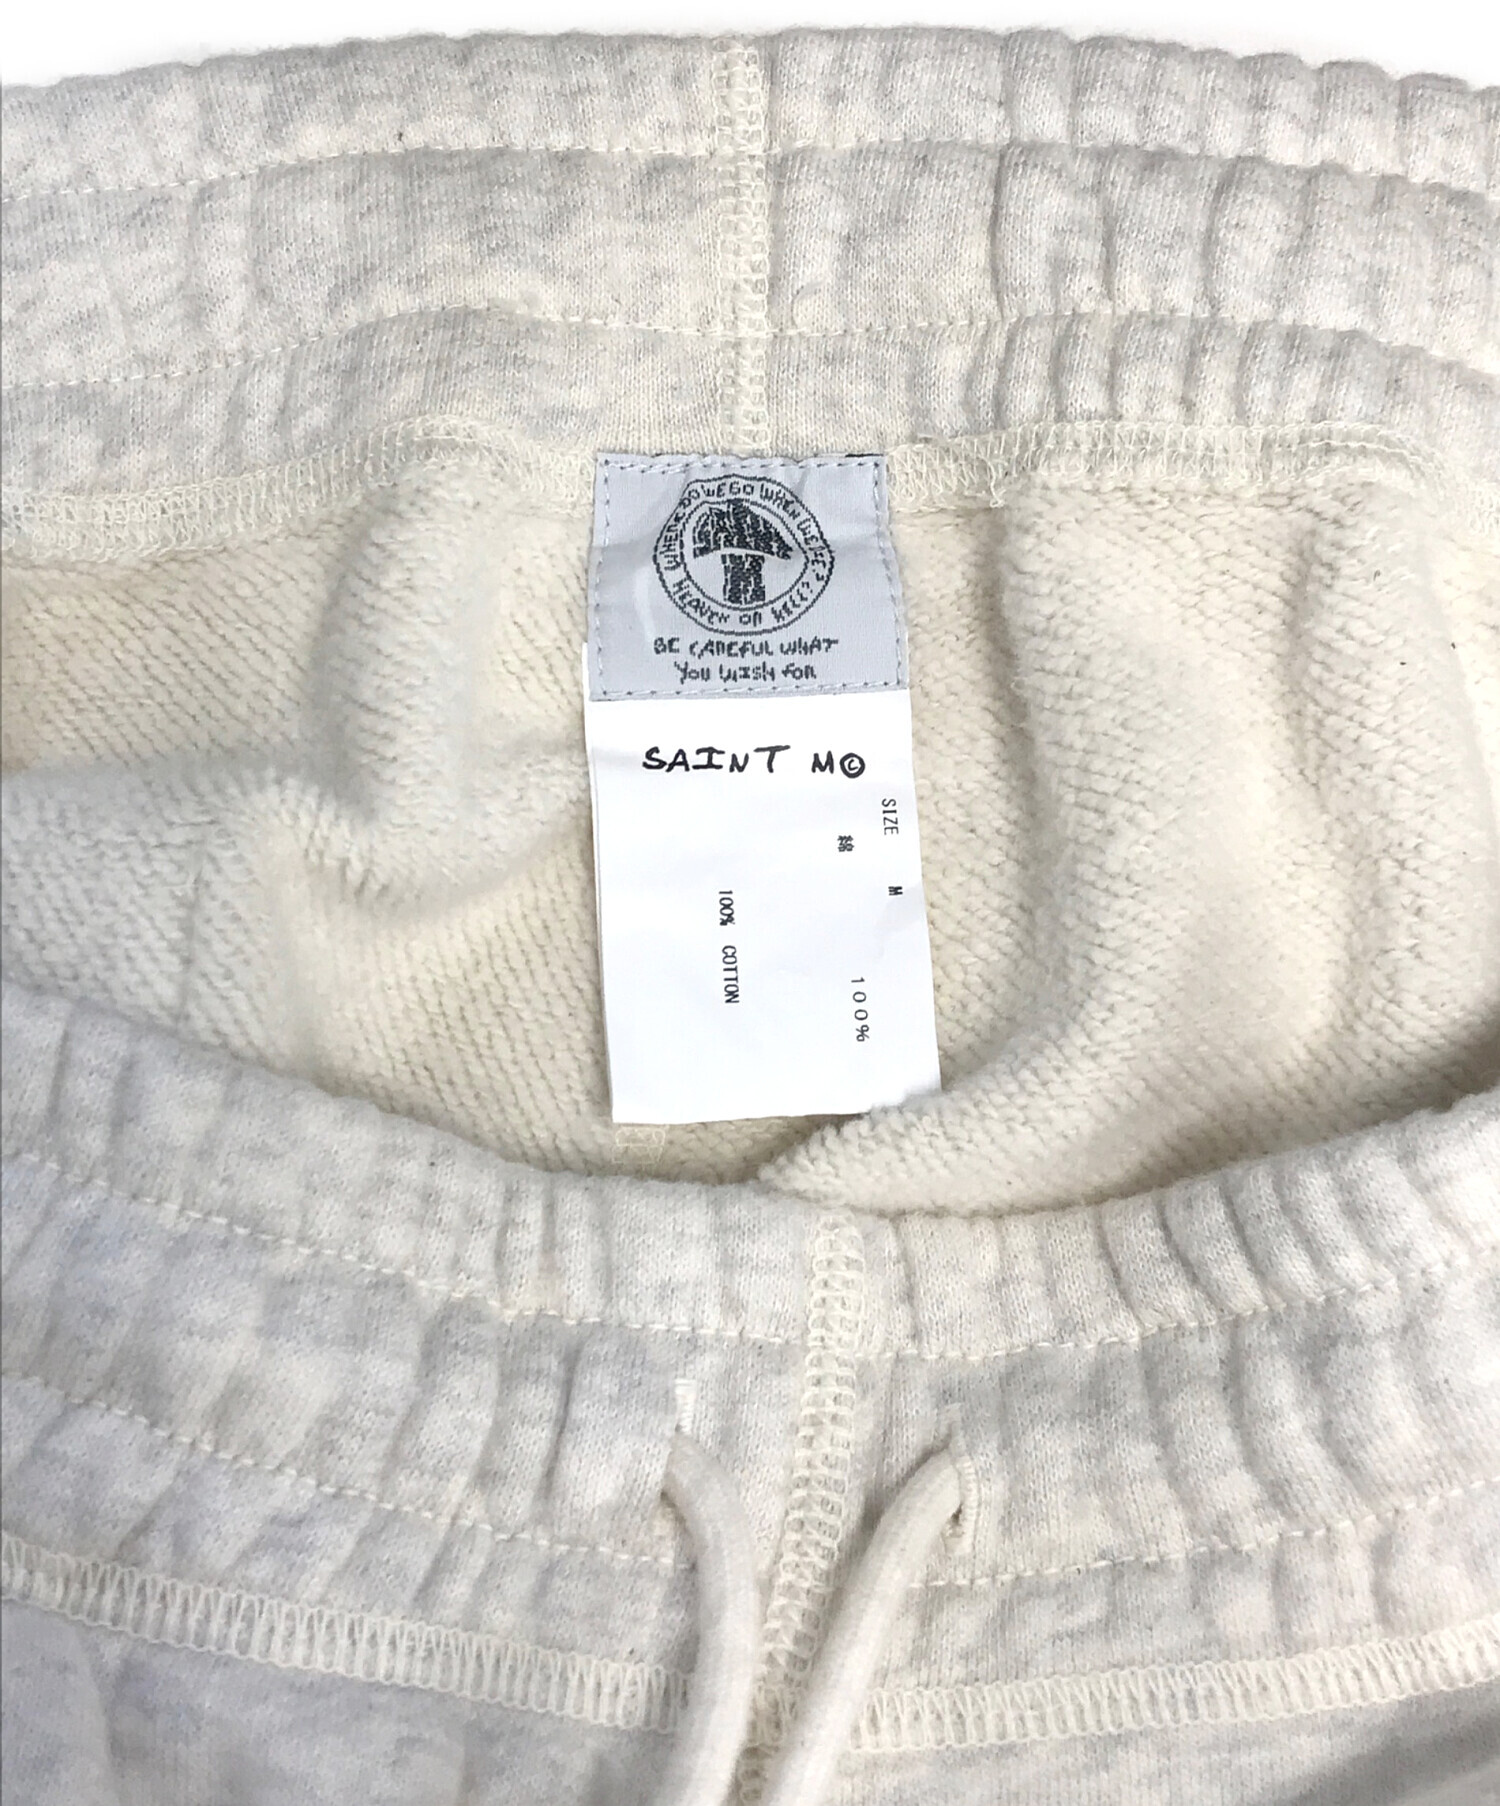 WHERE DO WE GO WHEN WE DIE?
HEAVEN OR HELL?
BE CAREFUL WHAT
YOU WISH FOR
SAINT M©
SIZE M
綿 100%
100% COTTON